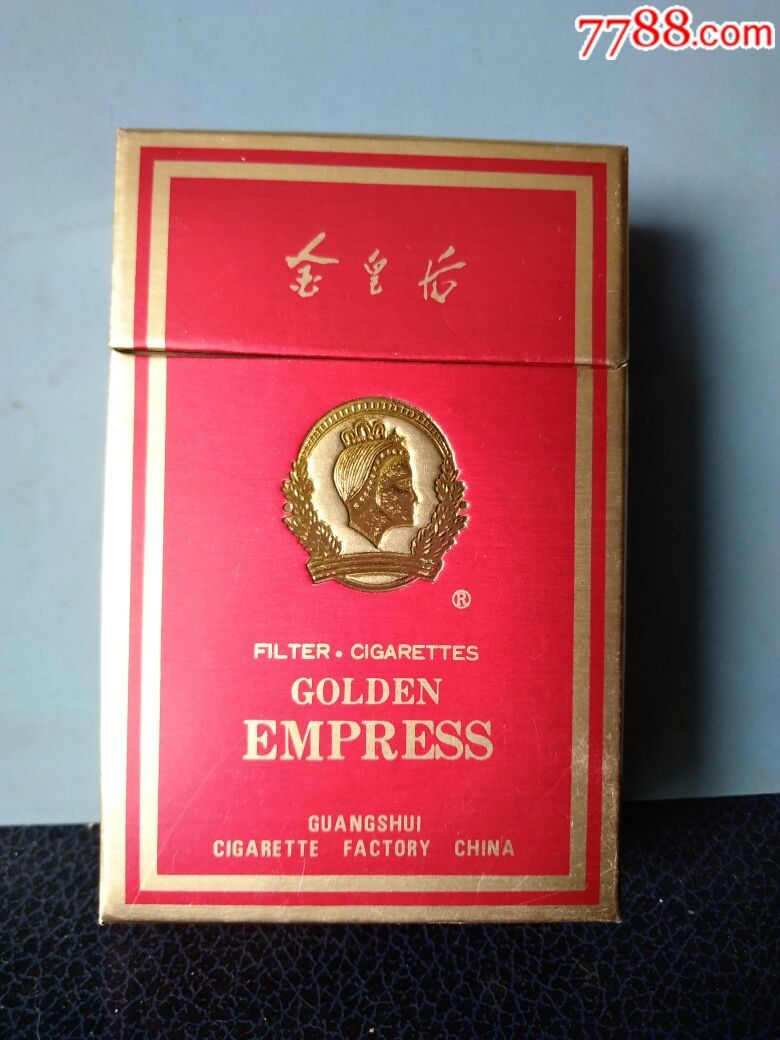 7788.com
金皇后
®
FILTER • CIGARETTES
GOLDEN
EMPRESS
GUANGSHUI
CIGARETTE FACTORY CHINA